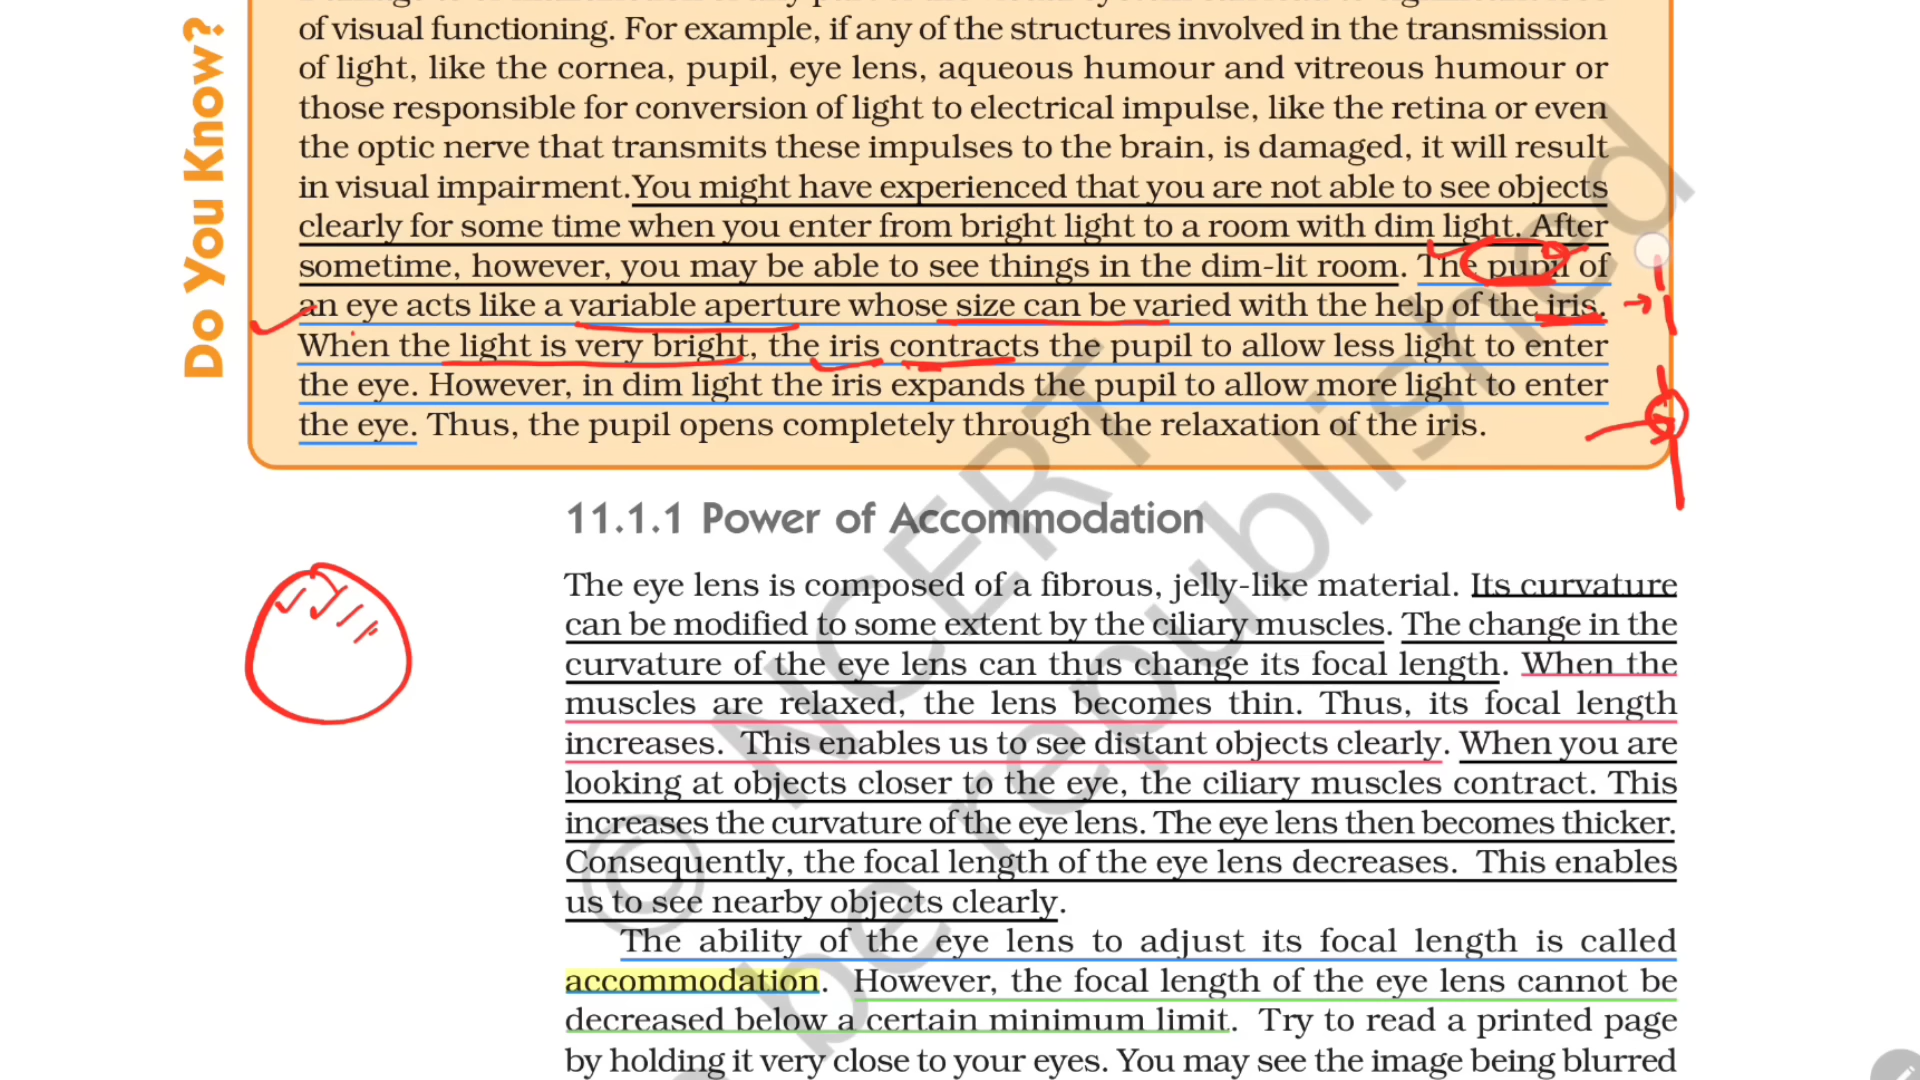 Do You Know?
of visual functioning. For example, if any of the structures involved in the transmission
of light, like the cornea, pupil, eye lens, aqueous humour and vitreous humour or
those responsible for conversion of light to electrical impulse, like the retina or even
the optic nerve that transmits these impulses to the brain, is damaged, it will result
in visual impairment.You might have experienced that you are not able to see objects
clearly for some time when you enter from bright light to a room with dim light. After
sometime, however, you may be able to see things in the dim-lit room. The pupil of
an eye acts like a variable aperture whose size can be varied with the help of the iris.
When the light is very bright, the iris contracts the pupil to allow less light to enter
the eye. However, in dim light the iris expands the pupil to allow more light to enter
the eye. Thus, the pupil opens completely through the relaxation of the iris.
11.1.1 Power of Accommodation
The eye lens is composed of a fibrous, jelly-like material. Its curvature
can be modified to some extent by the ciliary muscles. The change in the
curvature of the eye lens can thus change its focal length. When the
muscles are relaxed, the lens becomes thin. Thus, its focal length
increases. This enables us to see distant objects clearly. When you are
looking at objects closer to the eye, the ciliary muscles contract. This
increases the curvature of the eye lens. The eye lens then becomes thicker.
Consequently, the focal length of the eye lens decreases. This enables
us to see nearby objects clearly.
The ability of the eye lens to adjust its focal length is called
accommodation. However, the focal length of the eye lens cannot be
decreased below a certain minimum limit. Try to read a printed page
by holding it very close to your eyes. You may see the image being blurred
© NCERT
be republished